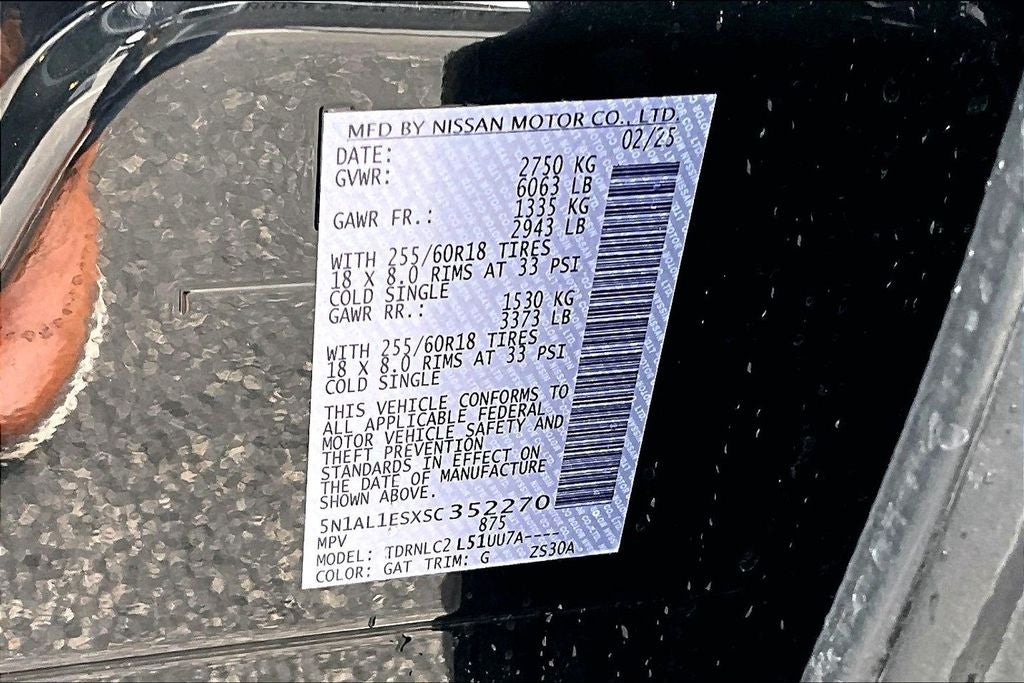 MFD BY NISSAN MOTOR CO., LTD.
DATE: 02/25
GVWR: 2750 KG
6063 LB
GAWR FR.: 1335 KG
2943 LB
WITH 255/60R18 TIRES
18 X 8.0 RIMS AT 33 PSI
COLD SINGLE
GAWR RR.: 1530 KG
3373 LB
WITH 255/60R18 TIRES
18 X 8.0 RIMS AT 33 PSI
COLD SINGLE
THIS VEHICLE CONFORMS TO
ALL APPLICABLE FEDERAL
MOTOR VEHICLE SAFETY AND
THEFT PREVENTION
STANDARDS IN EFFECT ON
THE DATE OF MANUFACTURE
SHOWN ABOVE.
5N1AL1ESXSC352270
MPV 875
MODEL: TDRNLC2 L51UU7A----
COLOR: GAT TRIM: G ZS30A